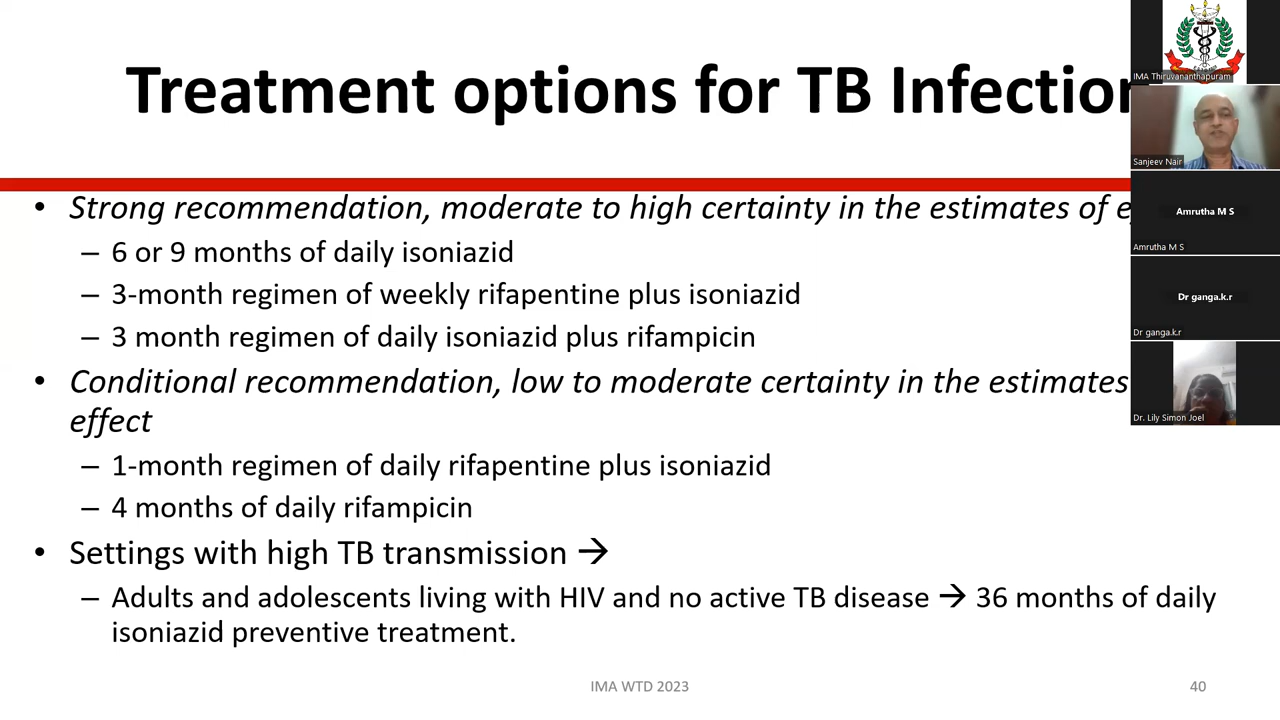 Treatment options for TB Infection
IMA Thiruvananthapuram
Sanjeev Nair
• Strong recommendation, moderate to high certainty in the estimates of e
Amrutha M S
Amrutha M S
– 6 or 9 months of daily isoniazid
– 3-month regimen of weekly rifapentine plus isoniazid
Dr ganga.k.r
Dr ganga.k.r
– 3 month regimen of daily isoniazid plus rifampicin
• Conditional recommendation, low to moderate certainty in the estimates
effect
Dr. Lily Simon Joel
– 1-month regimen of daily rifapentine plus isoniazid
– 4 months of daily rifampicin
• Settings with high TB transmission →
– Adults and adolescents living with HIV and no active TB disease → 36 months of daily
isoniazid preventive treatment.
IMA WTD 2023
40